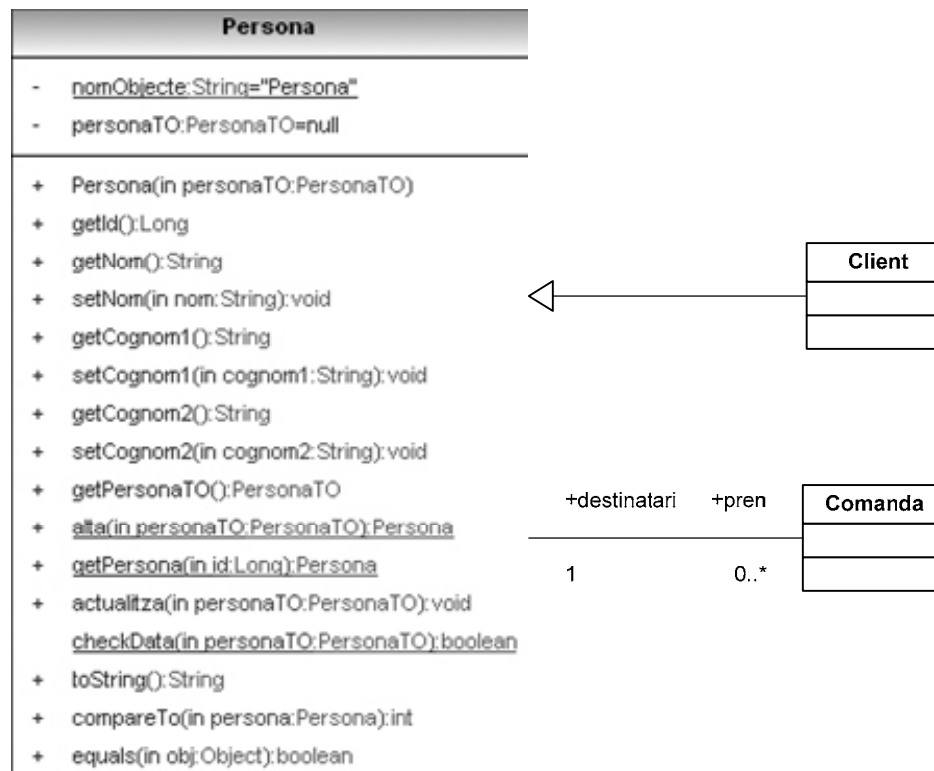 Persona
- nomObjecte:String="Persona"
- personaTO:PersonaTO=null
+ Persona(in personaTO:PersonaTO)
+ getId():Long
+ getNom():String
+ setNom(in nom:String):void
+ getCognom1():String
+ setCognom1(in cognom1:String):void
+ getCognom2():String
+ setCognom2(in cognom2:String):void
+ getPersonaTO():PersonaTO
+ alta(in personaTO:PersonaTO):Persona
+ getPersona(in id:Long):Persona
+ actualitza(in personaTO:PersonaTO):void
checkData(in personaTO:PersonaTO):boolean
+ toString():String
+ compareTo(in persona:Persona):int
+ equals(in obj:Object):boolean
Client
+destinatari +pren
1 0..*
Comanda